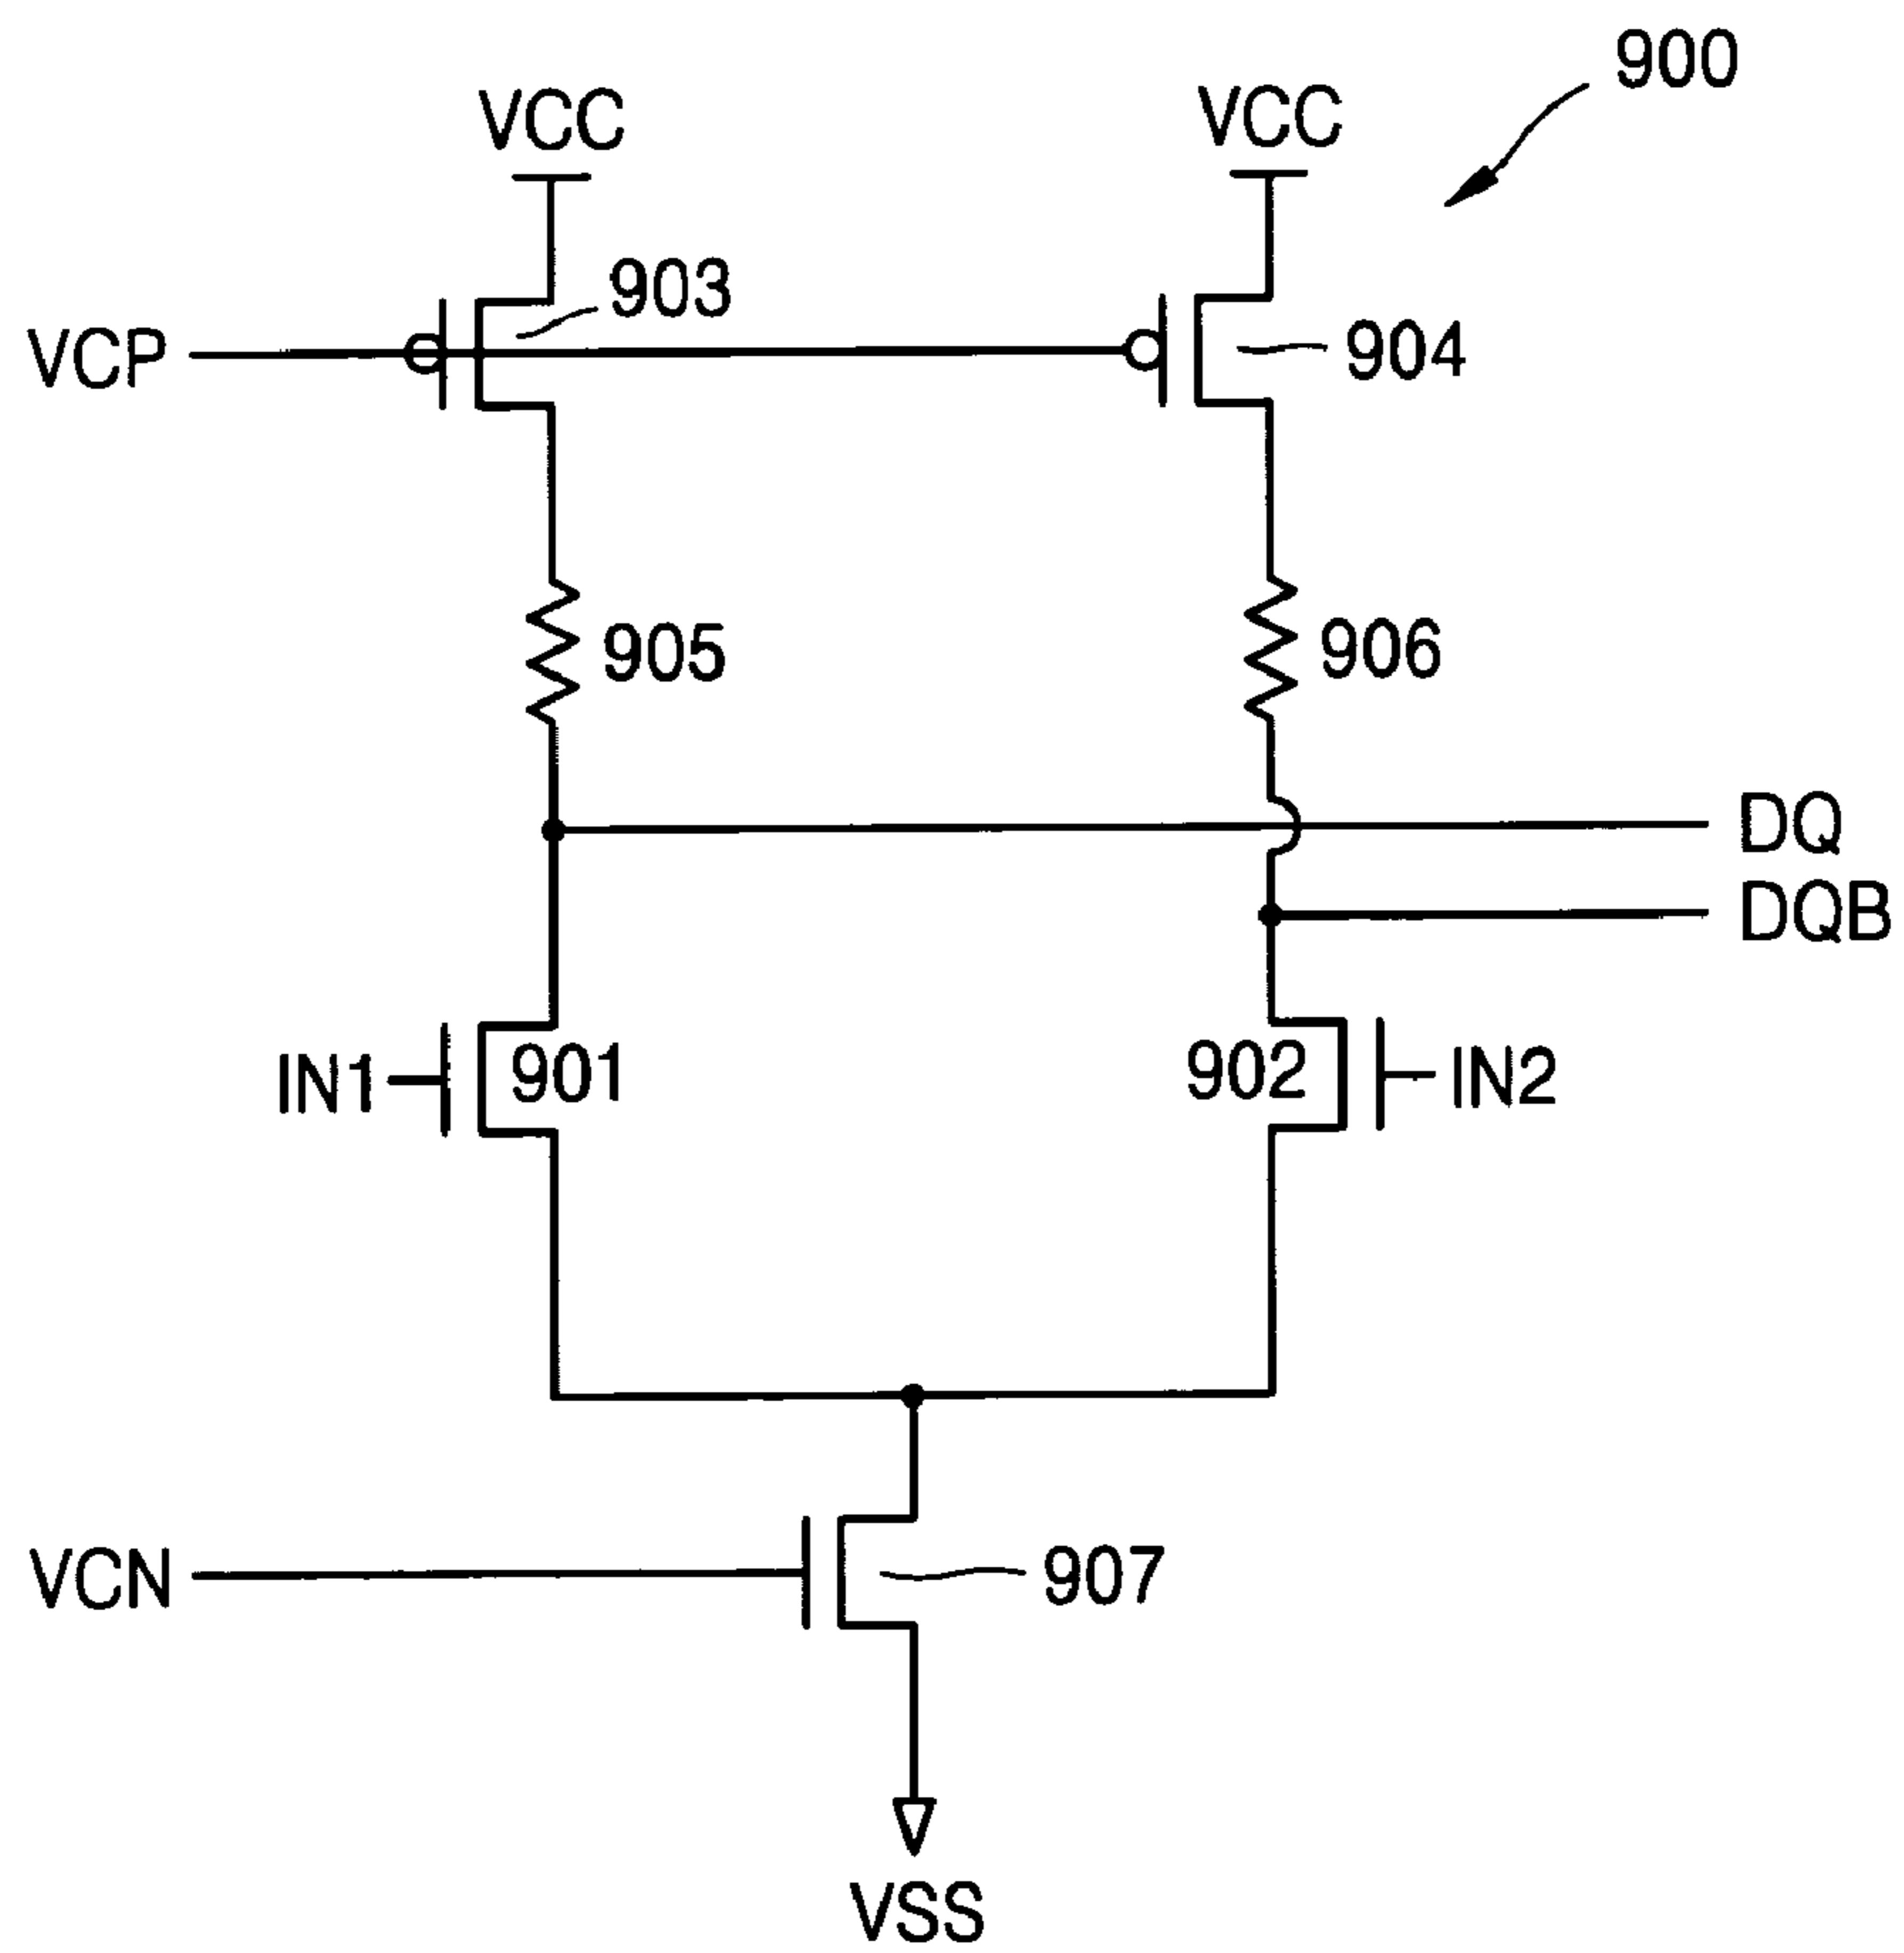 900
VCC
VCC
903
VCP
904
905
906
DQ
DQB
IN1
901
902
IN2
VCN
907
VSS